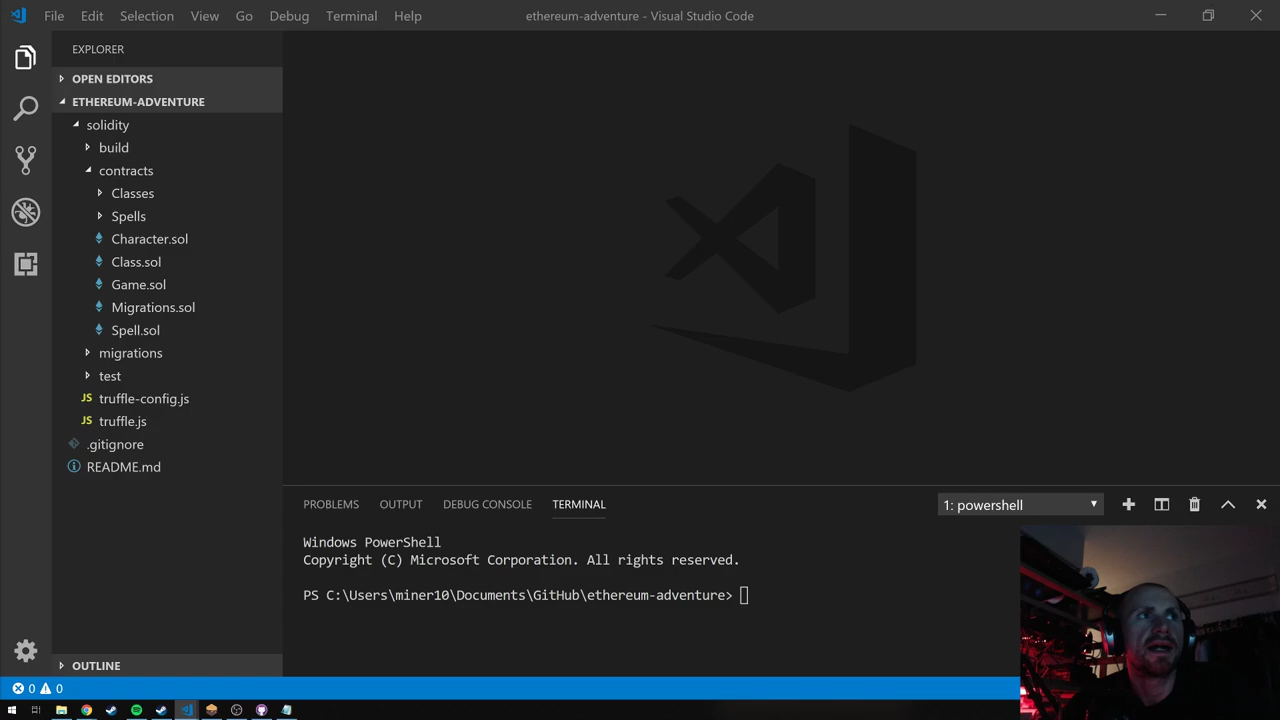 File Edit Selection View Go Debug Terminal Help ethereum-adventure - Visual Studio Code
EXPLORER
OPEN EDITORS
ETHEREUM-ADVENTURE
solidity
build
contracts
Classes
Spells
Character.sol
Class.sol
Game.sol
Migrations.sol
Spell.sol
migrations
test
JS truffle-config.js
JS truffle.js
.gitignore
README.md
OUTLINE
PROBLEMS OUTPUT DEBUG CONSOLE TERMINAL 1: powershell
Windows PowerShell
Copyright (C) Microsoft Corporation. All rights reserved.
PS C:\Users\miner10\Documents\GitHub\ethereum-adventure>
0 0